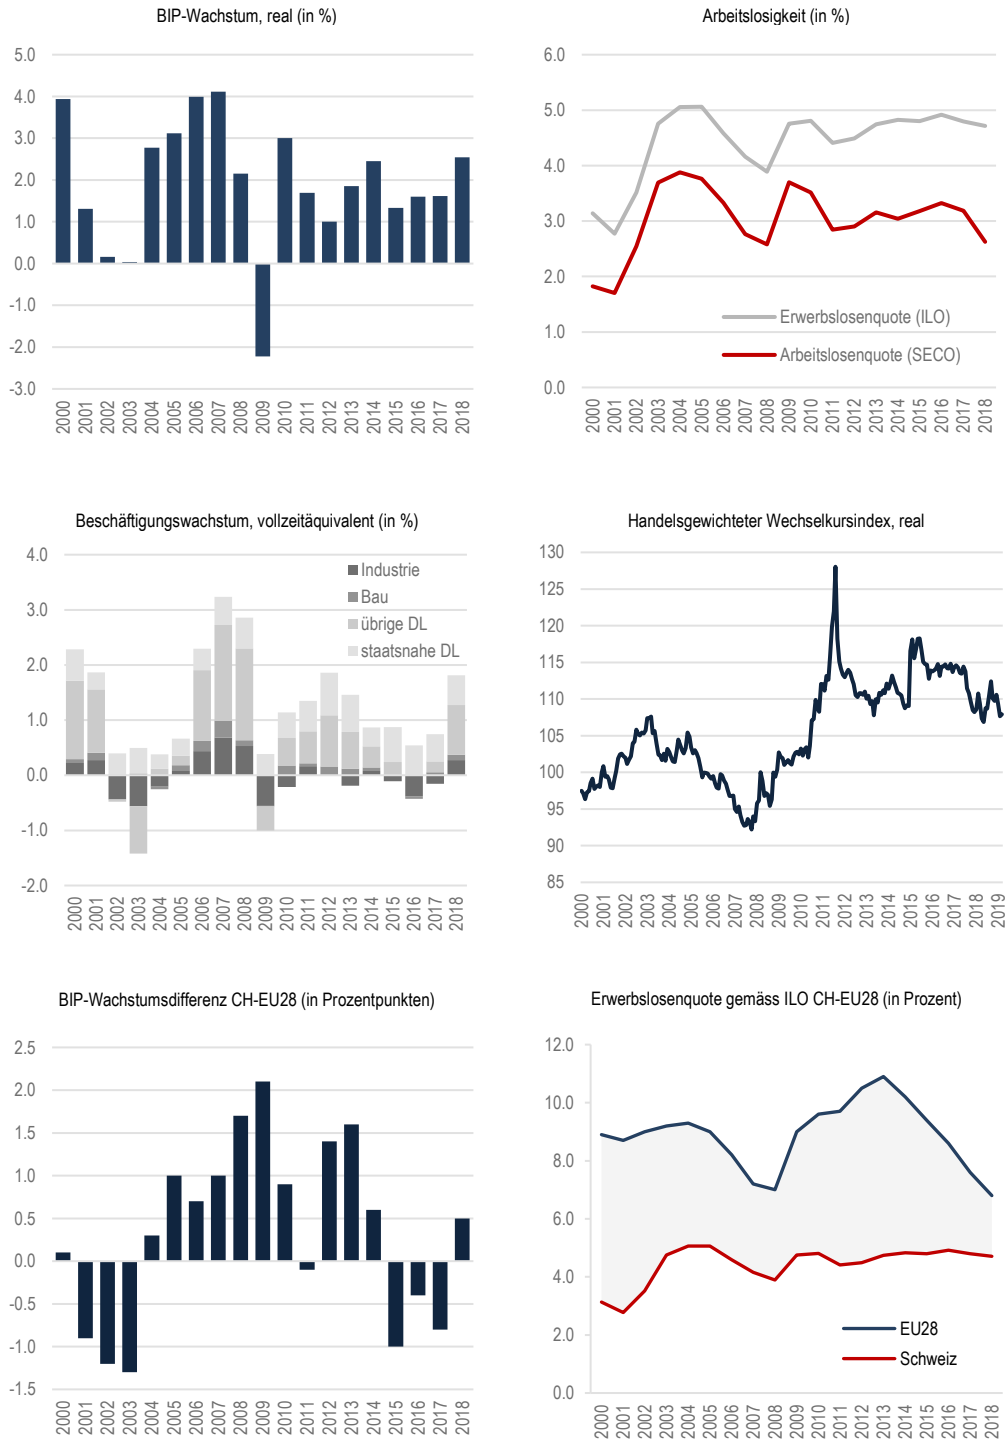 BIP-Wachstum, real (in %)
5.0
4.0
3.0
2.0
1.0
0.0
-1.0
-2.0
-3.0
2000 2001 2002 2003 2004 2005 2006 2007 2008 2009 2010 2011 2012 2013 2014 2015 2016 2017 2018
Arbeitslosigkeit (in %)
6.0
5.0
4.0
3.0
2.0
1.0
0.0
Erwerbslosenquote (ILO)
Arbeitslosenquote (SECO)
2000 2001 2002 2003 2004 2005 2006 2007 2008 2009 2010 2011 2012 2013 2014 2015 2016 2017 2018
Beschäftigungswachstum, vollzeitäquivalent (in %)
4.0
3.0
2.0
1.0
0.0
-1.0
-2.0
Industrie
Bau
übrige DL
staatsnahe DL
2000 2001 2002 2003 2004 2005 2006 2007 2008 2009 2010 2011 2012 2013 2014 2015 2016 2017 2018
Handelsgewichteter Wechselkursindex, real
130
125
120
115
110
105
100
95
90
85
2000 2001 2002 2003 2004 2005 2006 2007 2008 2009 2010 2011 2012 2013 2014 2015 2016 2017 2018 2019
BIP-Wachstumsdifferenz CH-EU28 (in Prozentpunkten)
2.5
2.0
1.5
1.0
0.5
0.0
-0.5
-1.0
-1.5
2000 2001 2002 2003 2004 2005 2006 2007 2008 2009 2010 2011 2012 2013 2014 2015 2016 2017 2018
Erwerbslosenquote gemäss ILO CH-EU28 (in Prozent)
12.0
10.0
8.0
6.0
4.0
2.0
0.0
EU28
Schweiz
2000 2001 2002 2003 2004 2005 2006 2007 2008 2009 2010 2011 2012 2013 2014 2015 2016 2017 2018